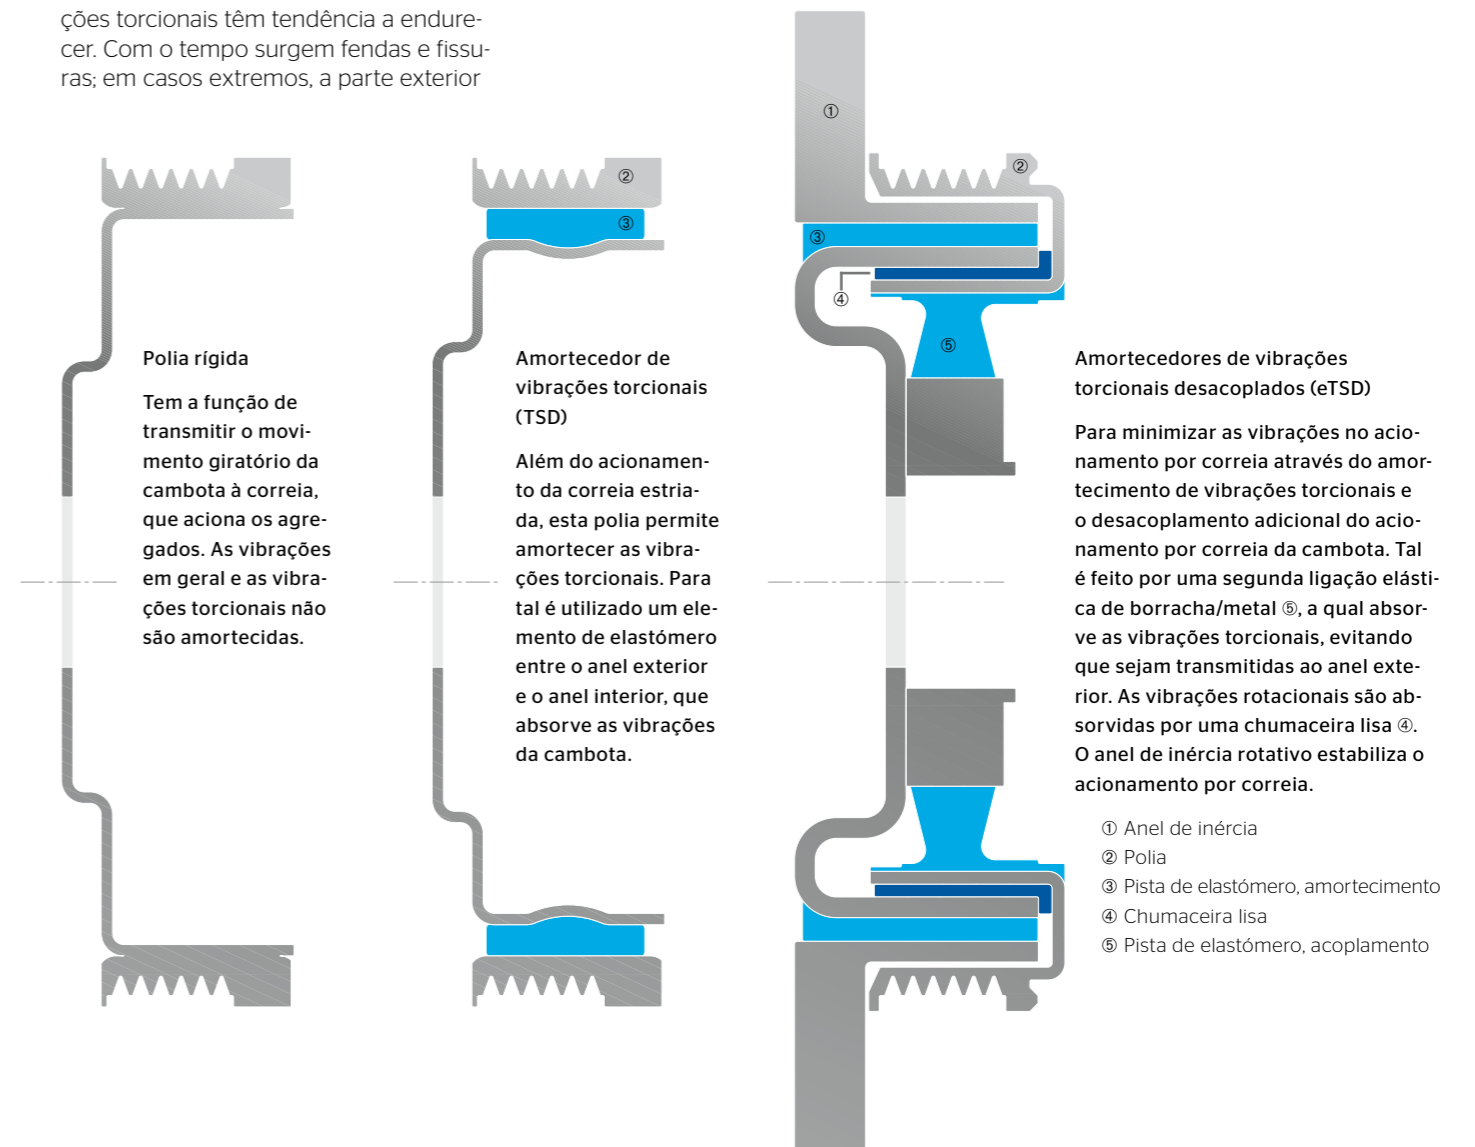 ções torcionais têm tendência a endure-
cer. Com o tempo surgem fendas e fissu-
ras; em casos extremos, a parte exterior
①
②
②
③
③
④
⑤
Polia rígida
Tem a função de
transmitir o movi-
mento giratório da
cambota à correia,
que aciona os agre-
gados. As vibrações
em geral e as vibra-
ções torcionais não
são amortecidas.
Amortecedor de
vibrações torcionais
(TSD)
Além do acionamen-
to da correia estria-
da, esta polia permite
amortecer as vibra-
ções torcionais. Para
tal é utilizado um ele-
mento de elastómero
entre o anel exterior
e o anel interior, que
absorve as vibrações
da cambota.
Amortecedores de vibrações
torcionais desacoplados (eTSD)
Para minimizar as vibrações no acio-
namento por correia através do amor-
tecimento de vibrações torcionais e
o desacoplamento adicional do acio-
namento por correia da cambota. Tal
é feito por uma segunda ligação elásti-
ca de borracha/metal ⑤, a qual absor-
ve as vibrações torcionais, evitando
que sejam transmitidas ao anel exte-
rior. As vibrações rotacionais são ab-
sorvidas por uma chumaceira lisa ④.
O anel de inércia rotativo estabiliza o
acionamento por correia.
① Anel de inércia
② Polia
③ Pista de elastómero, amortecimento
④ Chumaceira lisa
⑤ Pista de elastómero, acoplamento